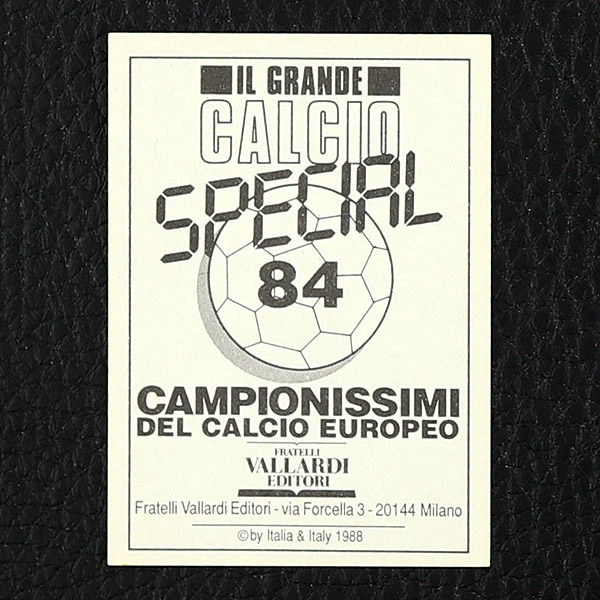 IL GRANDE
CALCIO
SPECIAL
84
CAMPIONISSIMI
DEL CALCIO EUROPEO
FRATELLI
VALLARDI
EDITORI
Fratelli Vallardi Editori - via Forcella 3 - 20144 Milano
©by Italia & Italy 1988